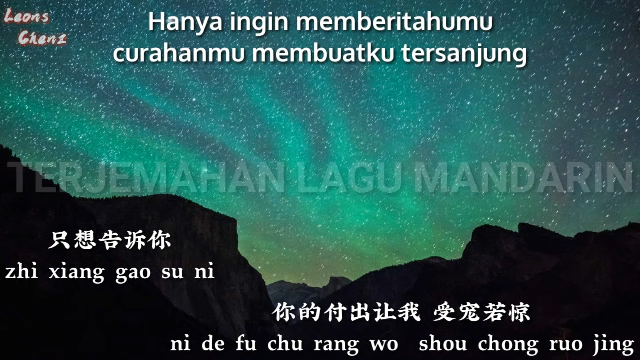 Leons
Chenz
Hanya ingin memberitahumu
curahanmu membuatku tersanjung
TERJEMAHAN LAGU MANDARIN
只想告诉你
zhi xiang gao su ni
你的付出让我 受宠若惊
ni de fu chu rang wo shou chong ruo jing